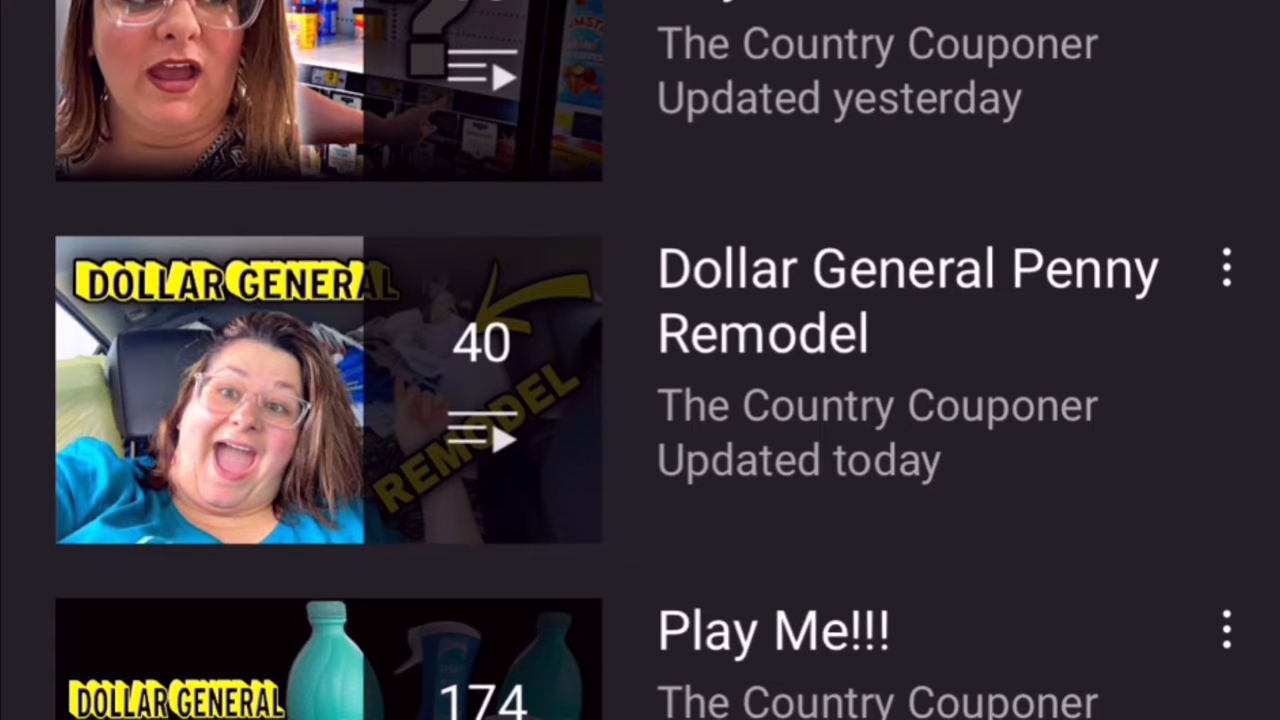 The Country Couponer
Updated yesterday
DOLLAR GENERAL
40
REMODEL
Dollar General Penny
Remodel
The Country Couponer
Updated today
DOLLAR GENERAL
174
Play Me!!!
The Country Couponer